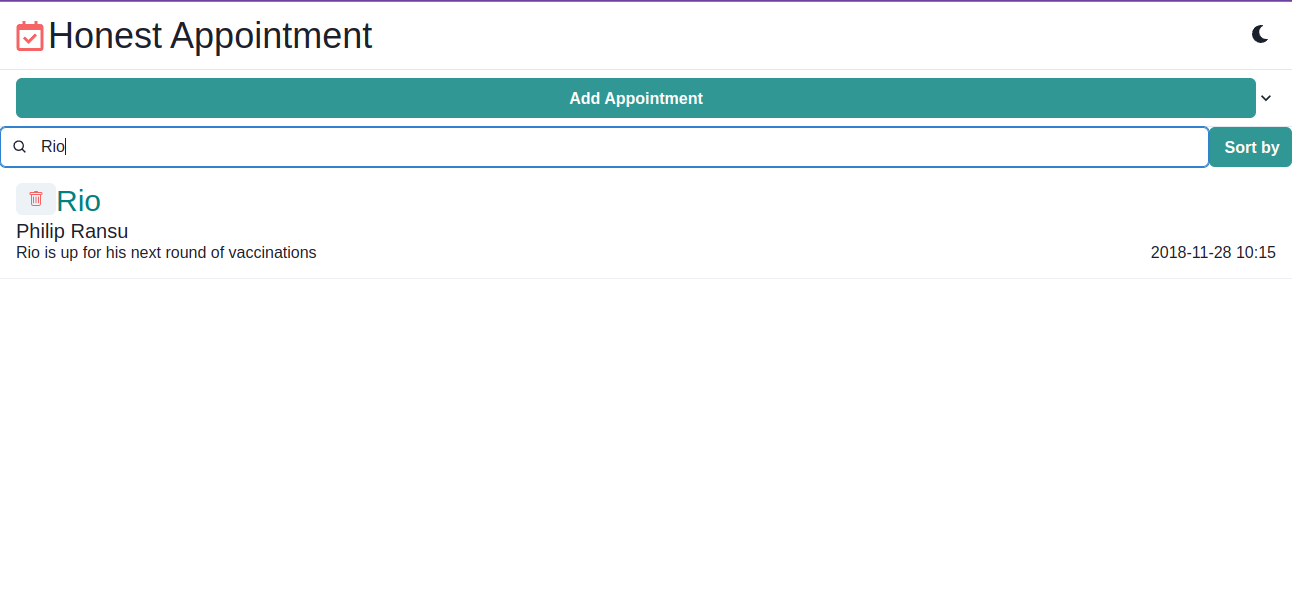 Honest Appointment
Add Appointment
Rio
Sort by
Rio
Philip Ransu
Rio is up for his next round of vaccinations
2018-11-28 10:15